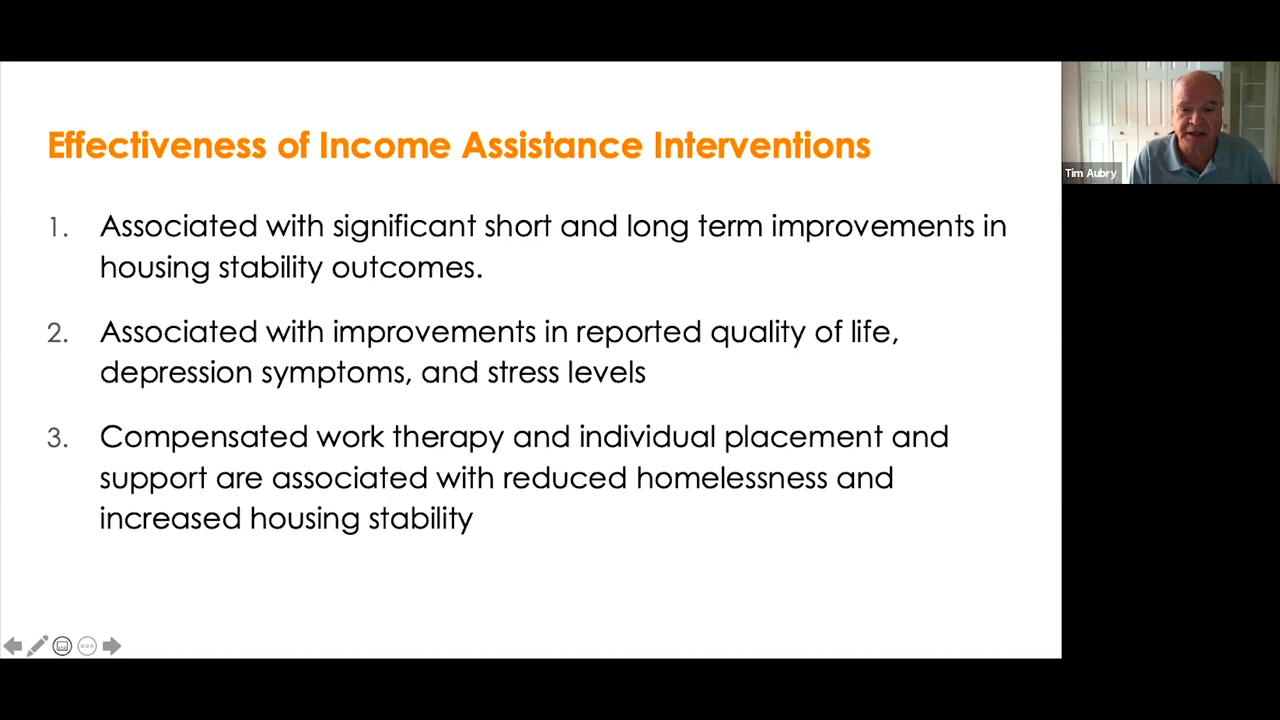 Effectiveness of Income Assistance Interventions
1. Associated with significant short and long term improvements in
housing stability outcomes.
2. Associated with improvements in reported quality of life,
depression symptoms, and stress levels
3. Compensated work therapy and individual placement and
support are associated with reduced homelessness and
increased housing stability
Tim Aubry